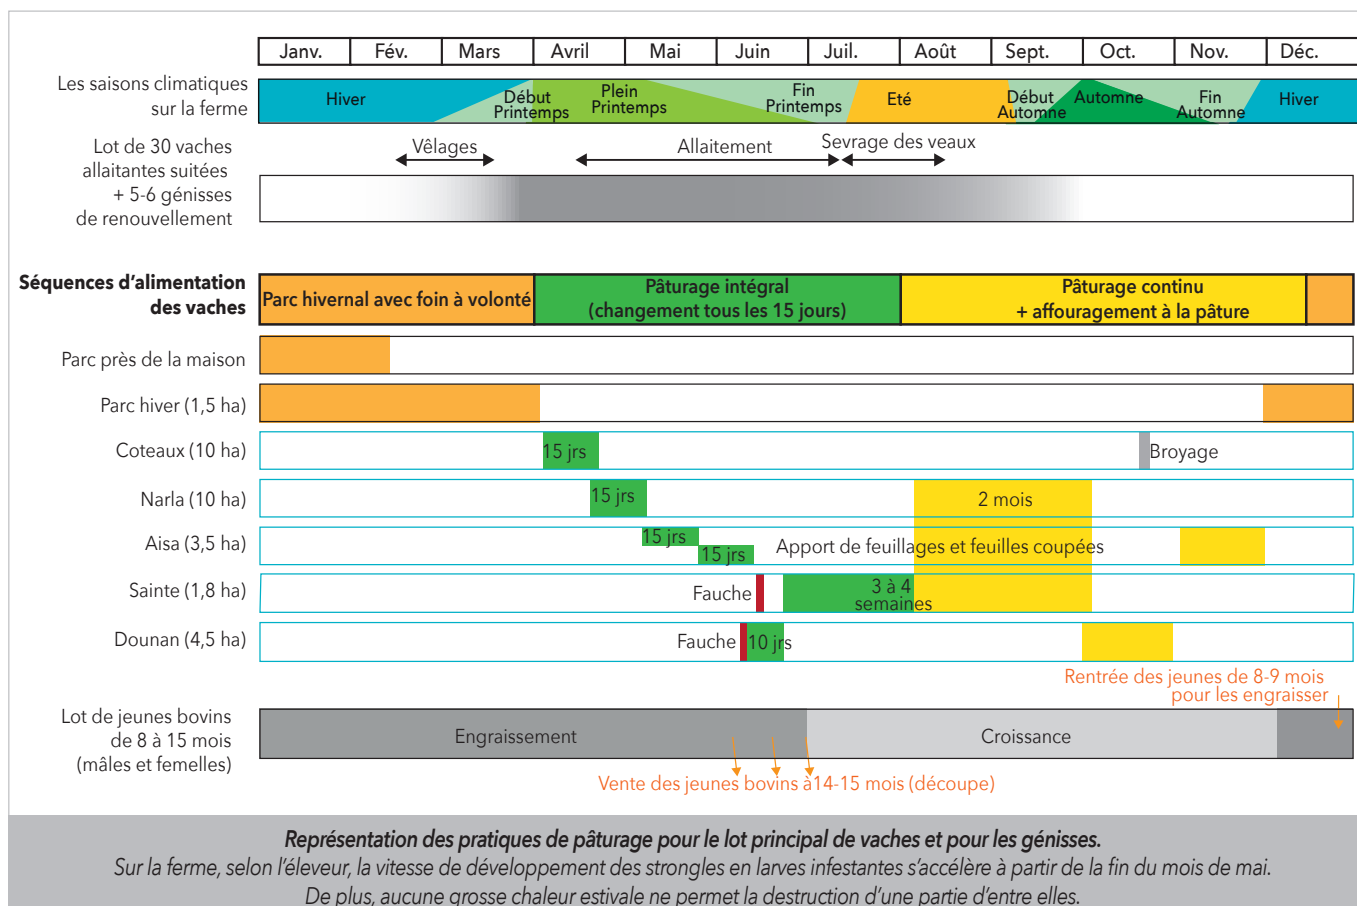 Janv. Fév. Mars Avril Mai Juin Juil. Août Sept. Oct. Nov. Déc.
Les saisons climatiques
sur la ferme
Hiver
Début
Printemps
Plein
Printemps
Fin
Printemps
Eté
Début
Automne
Automne
Fin
Automne
Hiver
Lot de 30 vaches
allaitantes suitées
+ 5-6 génisses
de renouvellement
Vêlages
Allaitement
Sevrage des veaux
Séquences d’alimentation
des vaches
Parc hivernal avec foin à volonté
Pâturage intégral
(changement tous les 15 jours)
Pâturage continu
+ affouragement à la pâture
Parc près de la maison
Parc hiver (1,5 ha)
Coteaux (10 ha)
15 jrs
Broyage
Narla (10 ha)
15 jrs
2 mois
Aisa (3,5 ha)
15 jrs
15 jrs
Apport de feuillages et feuilles coupées
Sainte (1,8 ha)
Fauche
3 à 4
semaines
Dounan (4,5 ha)
Fauche
10 jrs
Rentrée des jeunes de 8-9 mois
pour les engraisser
Lot de jeunes bovins
de 8 à 15 mois
(mâles et femelles)
Engraissement
Croissance
Vente des jeunes bovins à14-15 mois (découpe)
Représentation des pratiques de pâturage pour le lot principal de vaches et pour les génisses.
Sur la ferme, selon l’éleveur, la vitesse de développement des strongles en larves infestantes s’accélère à partir de la fin du mois de mai.
De plus, aucune grosse chaleur estivale ne permet la destruction d’une partie d’entre elles.